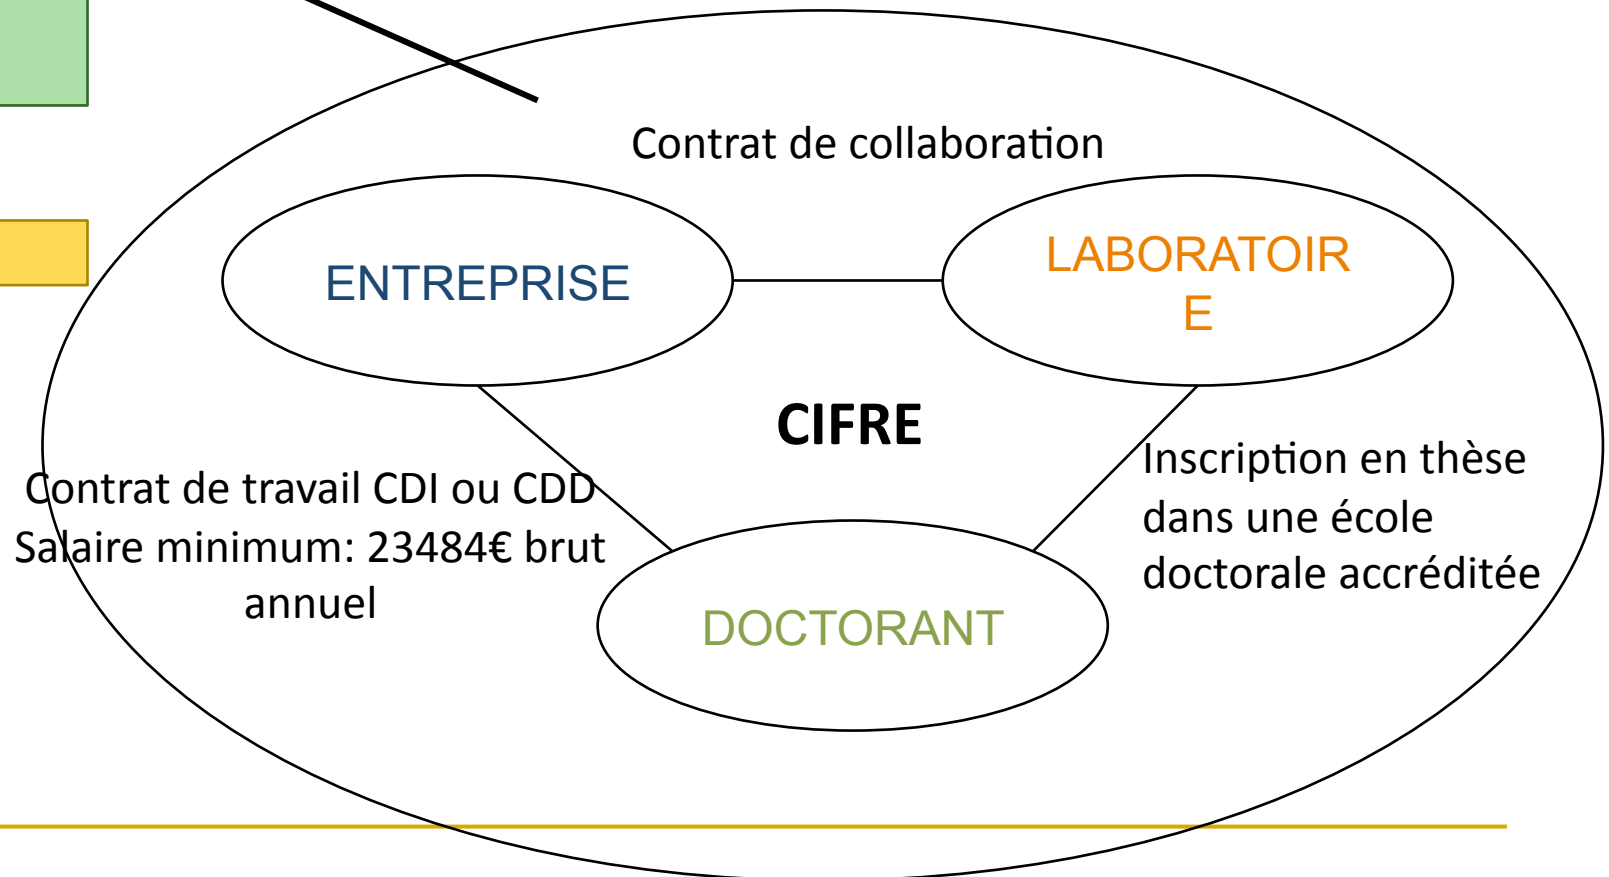 Contrat de collaboration
ENTREPRISE
LABORATOIR
E
CIFRE
Contrat de travail CDI ou CDD
Salaire minimum: 23484€ brut
annuel
Inscription en thèse
dans une école
doctorale accréditée
DOCTORANT